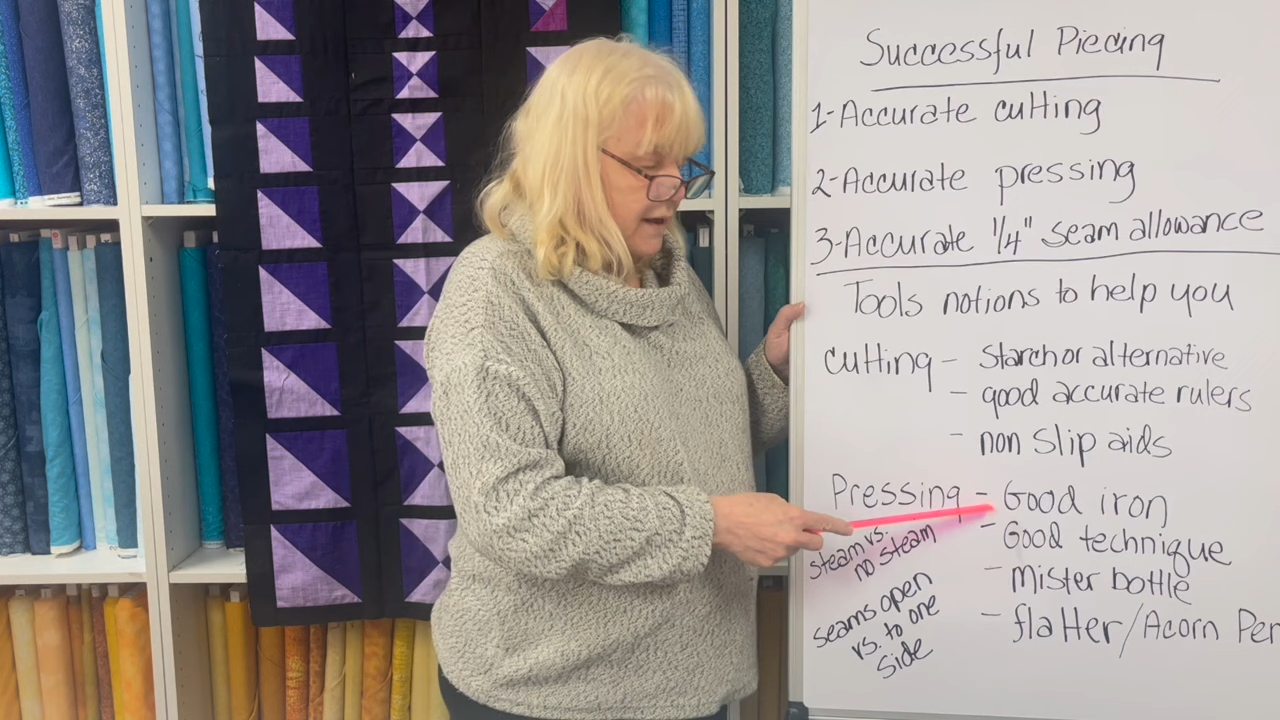 Successful Piecing
1-Accurate cutting
2-Accurate pressing
3-Accurate 1/4" seam allowance
Tools notions to help you
cutting - Starch or alternative
- good accurate rulers
- non slip aids
Pressing - Good iron
- Good technique
- Mister bottle
- flatter/Acorn Per
steam vs.
no steam
seams open
vs. to one
side